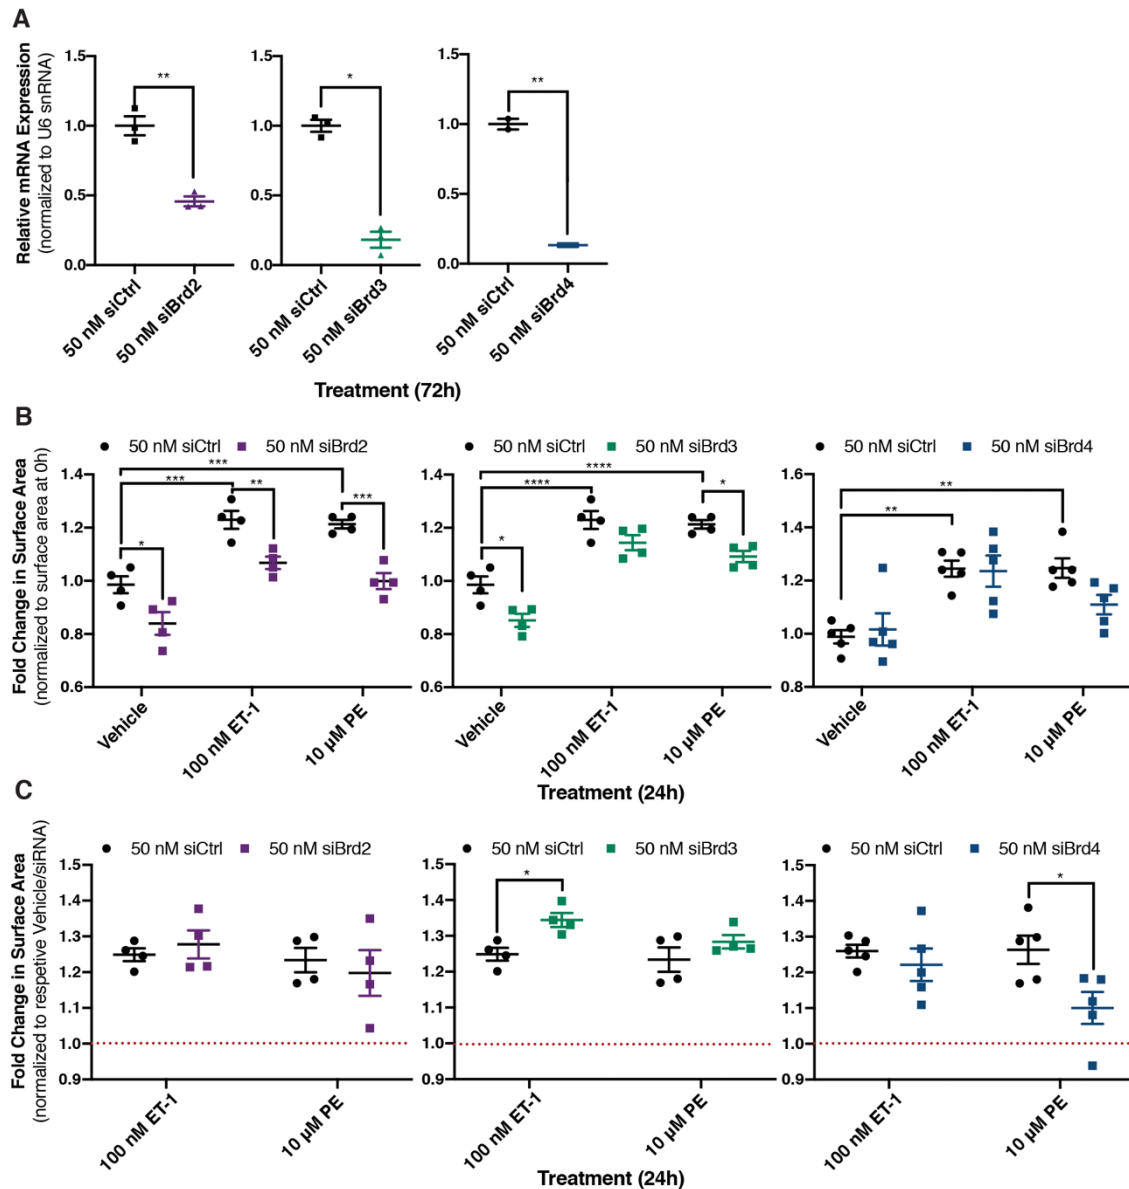 A
Relative mRNA Expression
(normalized to U6 snRNA)
1.5
1.0
0.5
0.0
**
50 nM siCtrl
50 nM siBrd2
1.5
1.0
0.5
0.0
*
50 nM siCtrl
50 nM siBrd3
1.5
1.0
0.5
0.0
**
50 nM siCtrl
50 nM siBrd4
Treatment (72h)
B
Fold Change in Surface Area
(normalized to surface area at 0h)
50 nM siCtrl 50 nM siBrd2
1.4
1.2
1.0
0.8
0.6
***
***
**
***
*
Vehicle
100 nM ET-1
10 µM PE
50 nM siCtrl 50 nM siBrd3
1.4
1.2
1.0
0.8
0.6
****
****
*
*
Vehicle
100 nM ET-1
10 µM PE
50 nM siCtrl 50 nM siBrd4
1.6
1.4
1.2
1.0
0.8
**
**
Vehicle
100 nM ET-1
10 µM PE
Treatment (24h)
C
Fold Change in Surface Area
(normalized to respetive Vehicle/siRNA)
50 nM siCtrl 50 nM siBrd2
1.5
1.4
1.3
1.2
1.1
1.0
0.9
100 nM ET-1
10 µM PE
50 nM siCtrl 50 nM siBrd3
1.5
1.4
1.3
1.2
1.1
1.0
0.9
*
100 nM ET-1
10 µM PE
50 nM siCtrl 50 nM siBrd4
1.5
1.4
1.3
1.2
1.1
1.0
0.9
*
100 nM ET-1
10 µM PE
Treatment (24h)